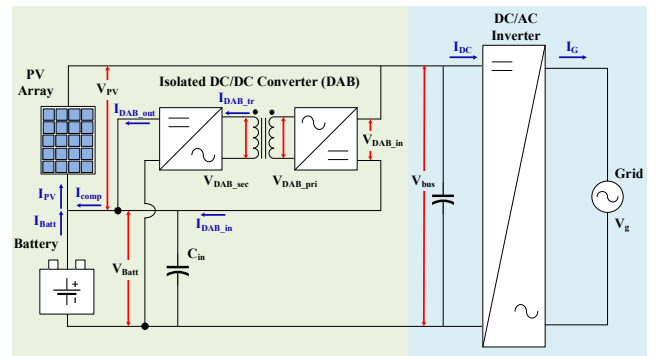 DC/AC
Inverter
I_DC
I_G
PV
Array
V_PV
Isolated DC/DC Converter (DAB)
I_DAB_out
I_DAB_tr
V_DAB_in
V_DAB_sec
V_DAB_pri
V_bus
Grid
V_g
I_PV
I_comp
I_Batt
I_DAB_in
Battery
V_Batt
C_in
+
-